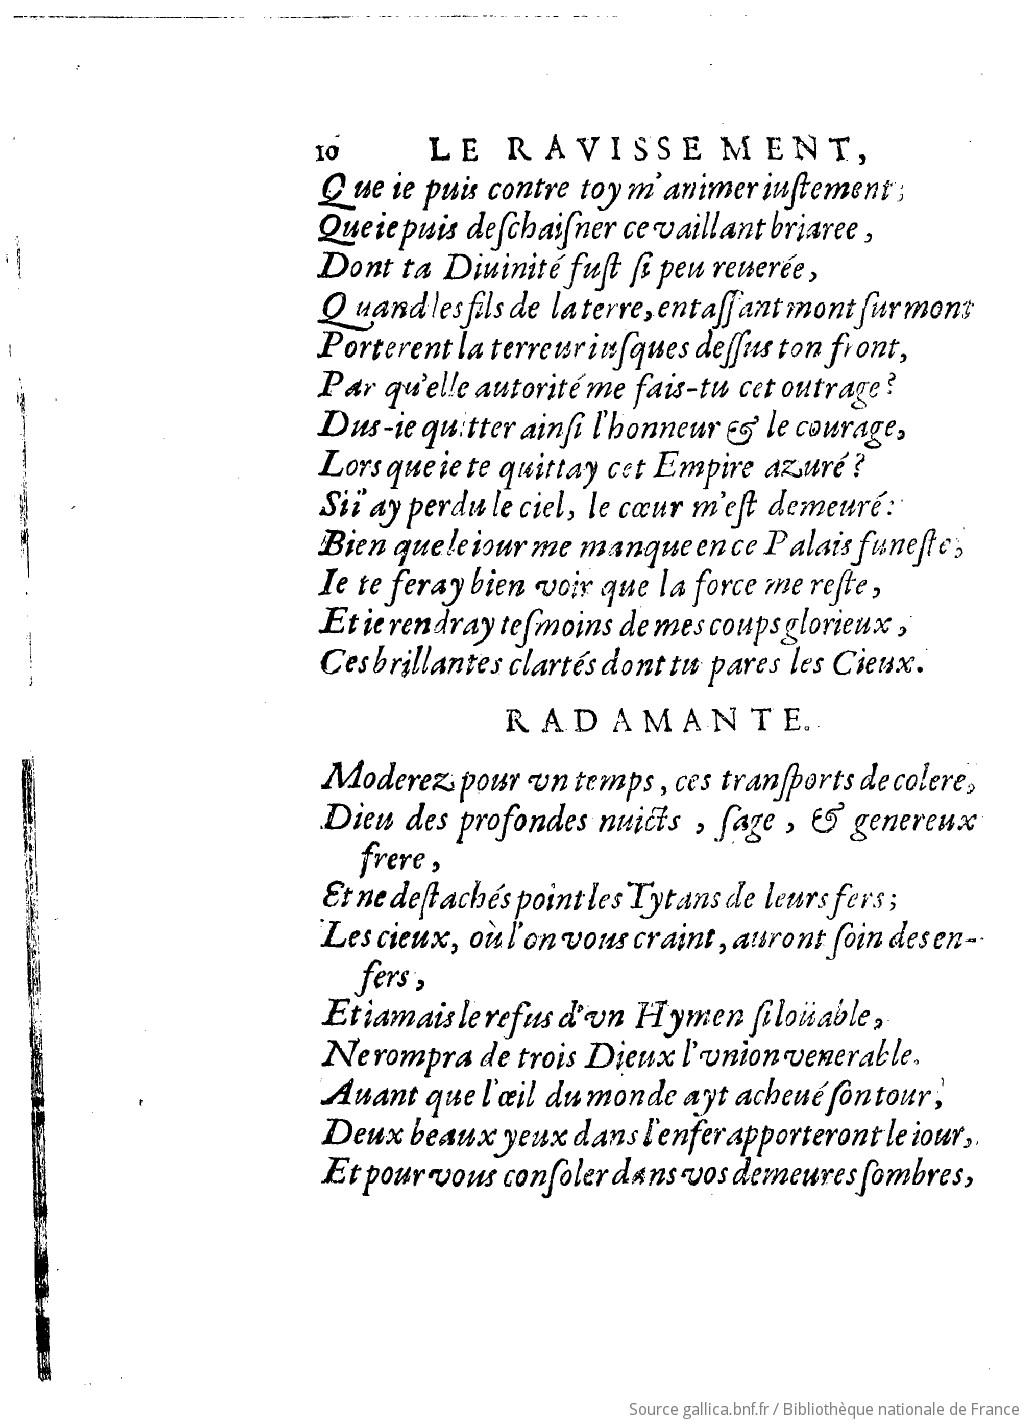 10 LE RAVISSEMENT,
Que ie puis contre toy m'animer iuſtement;
Que ie puis deſchaiſner ce vaillant briaree,
Dont ta Diuinité fuſt ſi peu reuerée,
Quand les fils de la terre, entaſſant mont ſur mont
Porterent la terreur iuſques deſſus ton front,
Par qu'elle autorité me fais-tu cet outrage?
Dus-ie quitter ainſi l'honneur & le courage,
Lors que ie te quittay cet Empire azuré?
Si i'ay perdu le ciel, le cœur m'eſt demeuré:
Bien que le iour me manque en ce Palais funeſte,
Ie te feray bien voir que la force me reſte,
Et ie rendray teſmoins de mes coups glorieux,
Ces brillantes clartés dont tu pares les Cieux.
RADAMANTE.
Moderez pour vn temps, ces tranſports de colere,
Dieu des profondes nuicts, ſage, & genereux
frere,
Et ne deſtachés point les Tytans de leurs fers;
Les cieux, où l'on vous craint, auront ſoin des en-
fers,
Et iamais le refus d'vn Hymen ſi loüable,
Ne rompra de trois Dieux l'vnion venerable.
Auant que l'œil du monde ayt acheué ſon tour,
Deux beaux yeux dans l'enfer apporteront le iour,
Et pour vous conſoler dans vos demeures ſombres,
Source gallica.bnf.fr / Bibliothèque nationale de France